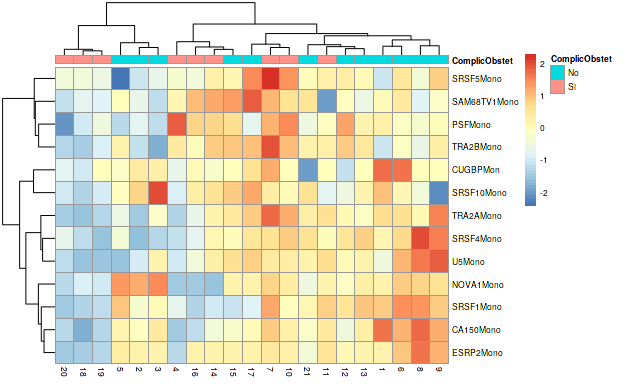 ComplicObstet
SRSF5Mono
SAM68TV1Mono
PSFMono
TRA2BMono
CUGBPMon
SRSF10Mono
TRA2AMono
SRSF4Mono
U5Mono
NOVA1Mono
SRSF1Mono
CA150Mono
ESRP2Mono
20 18 19 5 2 3 4 16 14 15 17 7 10 21 11 12 13 1 6 8 9
2
1
0
-1
-2
ComplicObstet
No
SI